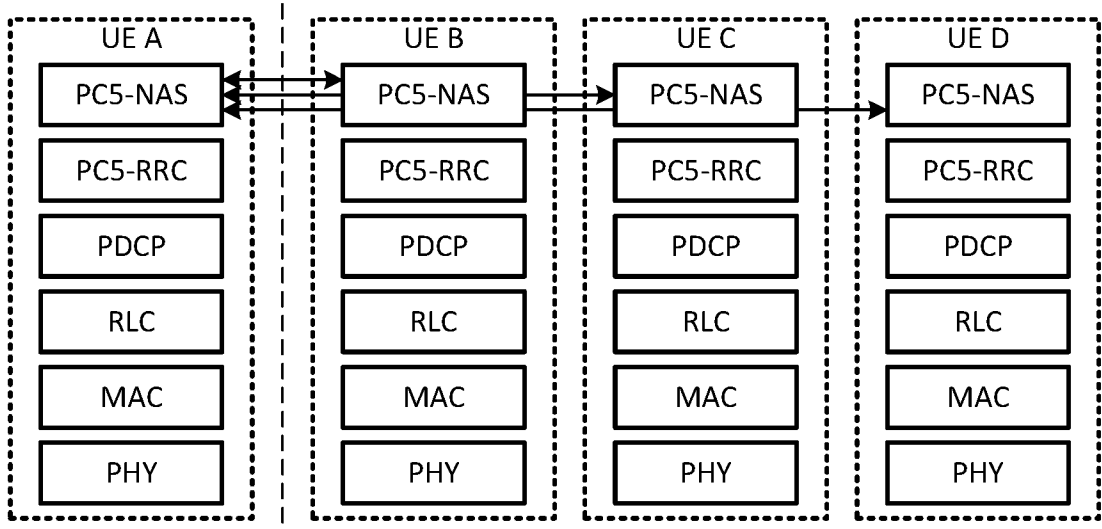 UE A
UE B
UE C
UE D
PC5-NAS
PC5-NAS
PC5-NAS
PC5-NAS
PC5-RRC
PC5-RRC
PC5-RRC
PC5-RRC
PDCP
PDCP
PDCP
PDCP
RLC
RLC
RLC
RLC
MAC
MAC
MAC
MAC
PHY
PHY
PHY
PHY